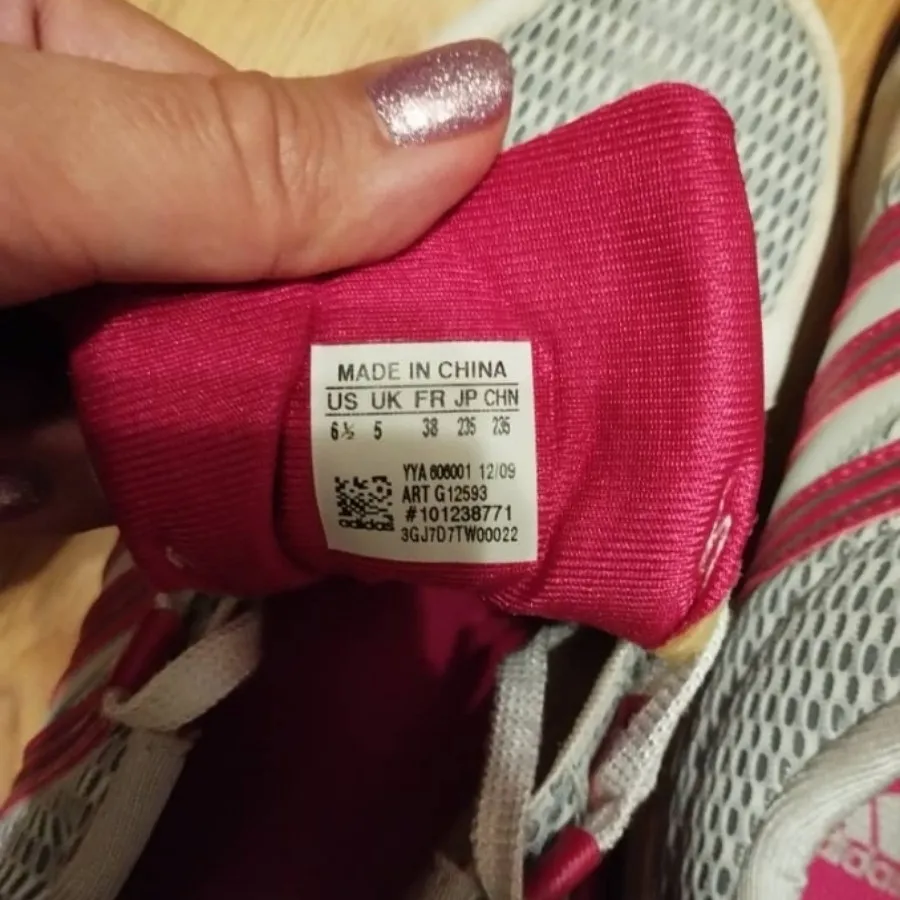 MADE IN CHINA
US UK FR JP CHN
6½ 5 38 235 235
YYA 606001 12/09
ART G12593
#101238771
adidas
3GJ7D7TW00022
adidas